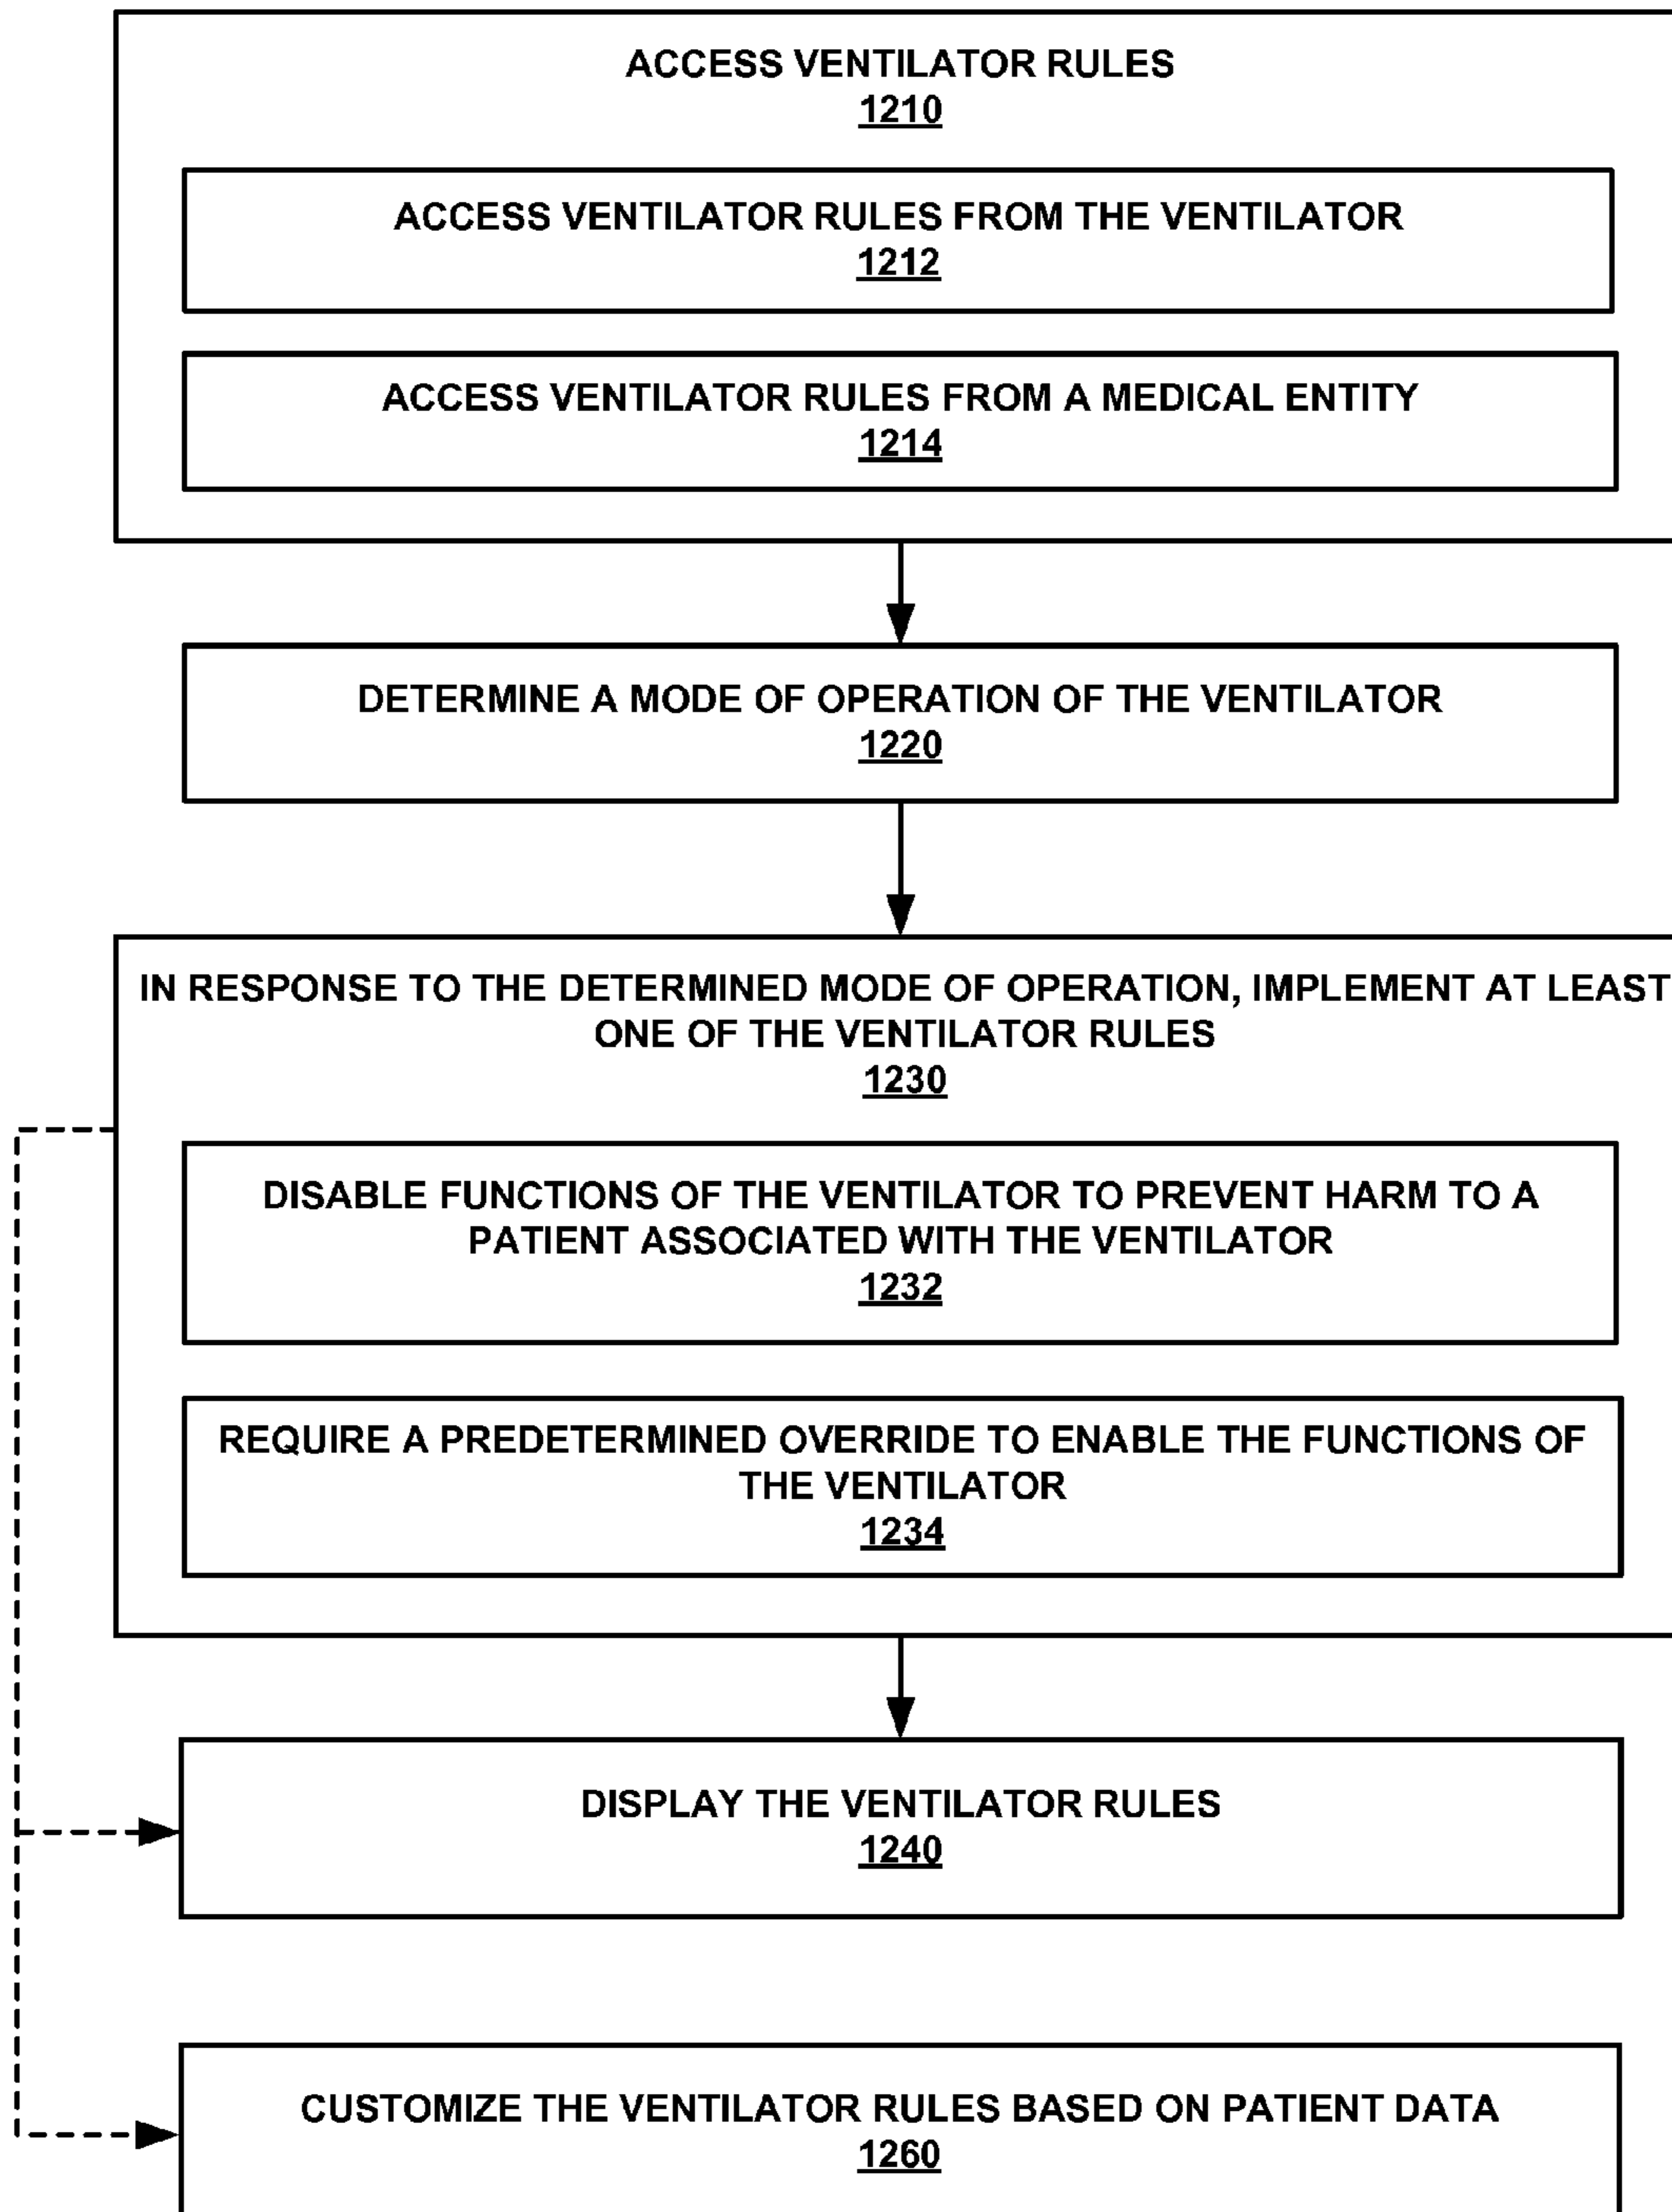 ACCESS VENTILATOR RULES
1210
ACCESS VENTILATOR RULES FROM THE VENTILATOR
1212
ACCESS VENTILATOR RULES FROM A MEDICAL ENTITY
1214
DETERMINE A MODE OF OPERATION OF THE VENTILATOR
1220
IN RESPONSE TO THE DETERMINED MODE OF OPERATION, IMPLEMENT AT LEAST
ONE OF THE VENTILATOR RULES
1230
DISABLE FUNCTIONS OF THE VENTILATOR TO PREVENT HARM TO A
PATIENT ASSOCIATED WITH THE VENTILATOR
1232
REQUIRE A PREDETERMINED OVERRIDE TO ENABLE THE FUNCTIONS OF
THE VENTILATOR
1234
DISPLAY THE VENTILATOR RULES
1240
CUSTOMIZE THE VENTILATOR RULES BASED ON PATIENT DATA
1260